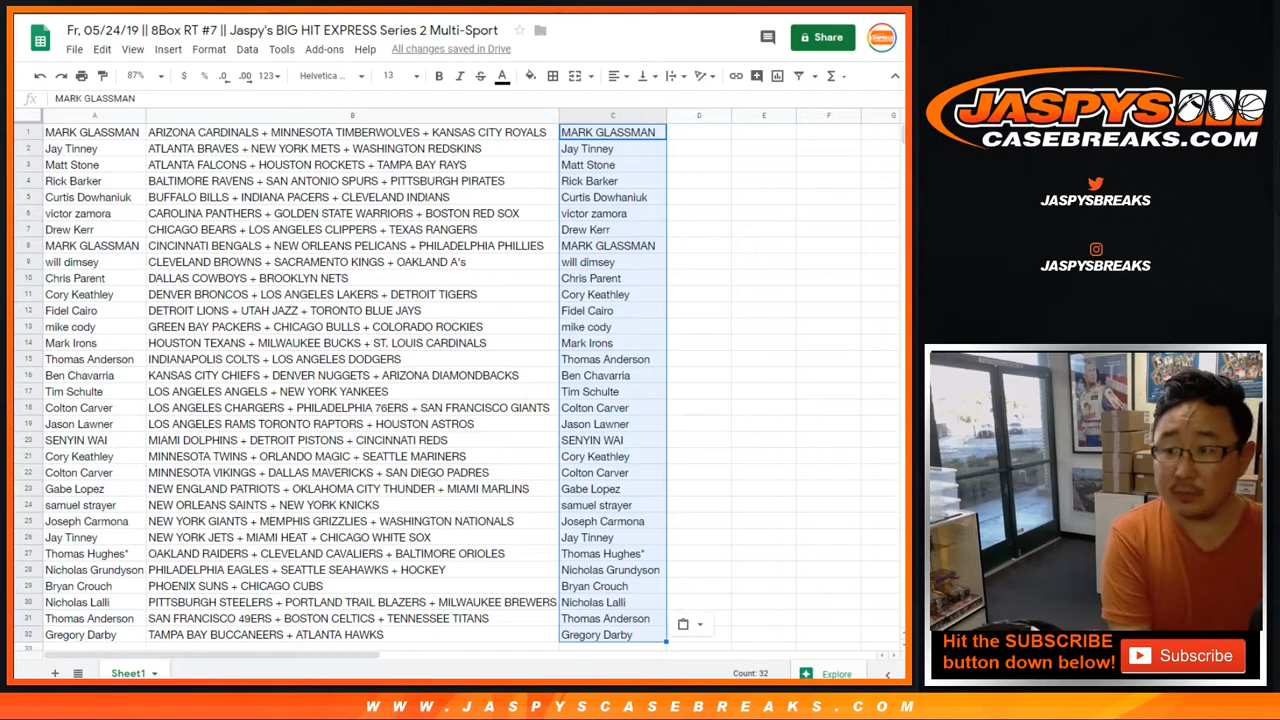 Fr, 05/24/19 || 8Box RT #7 || Jaspy's BIG HIT EXPRESS Series 2 Multi-Sport
File Edit View Insert Format Data Tools Add-ons Help All changes saved in Drive
Share
87% $ % .0 .00 123 Helvetica ... 13 B I S A
fx MARK GLASSMAN
A B C D E F G
1 MARK GLASSMAN ARIZONA CARDINALS + MINNESOTA TIMBERWOLVES + KANSAS CITY ROYALS MARK GLASSMAN
2 Jay Tinney ATLANTA BRAVES + NEW YORK METS + WASHINGTON REDSKINS Jay Tinney
3 Matt Stone ATLANTA FALCONS + HOUSTON ROCKETS + TAMPA BAY RAYS Matt Stone
4 Rick Barker BALTIMORE RAVENS + SAN ANTONIO SPURS + PITTSBURGH PIRATES Rick Barker
5 Curtis Dowhaniuk BUFFALO BILLS + INDIANA PACERS + CLEVELAND INDIANS Curtis Dowhaniuk
6 victor zamora CAROLINA PANTHERS + GOLDEN STATE WARRIORS + BOSTON RED SOX victor zamora
7 Drew Kerr CHICAGO BEARS + LOS ANGELES CLIPPERS + TEXAS RANGERS Drew Kerr
8 MARK GLASSMAN CINCINNATI BENGALS + NEW ORLEANS PELICANS + PHILADELPHIA PHILLIES MARK GLASSMAN
9 will dimsey CLEVELAND BROWNS + SACRAMENTO KINGS + OAKLAND A's will dimsey
10 Chris Parent DALLAS COWBOYS + BROOKLYN NETS Chris Parent
11 Cory Keathley DENVER BRONCOS + LOS ANGELES LAKERS + DETROIT TIGERS Cory Keathley
12 Fidel Cairo DETROIT LIONS + UTAH JAZZ + TORONTO BLUE JAYS Fidel Cairo
13 mike cody GREEN BAY PACKERS + CHICAGO BULLS + COLORADO ROCKIES mike cody
14 Mark Irons HOUSTON TEXANS + MILWAUKEE BUCKS + ST. LOUIS CARDINALS Mark Irons
15 Thomas Anderson INDIANAPOLIS COLTS + LOS ANGELES DODGERS Thomas Anderson
16 Ben Chavarria KANSAS CITY CHIEFS + DENVER NUGGETS + ARIZONA DIAMONDBACKS Ben Chavarria
17 Tim Schulte LOS ANGELES ANGELS + NEW YORK YANKEES Tim Schulte
18 Colton Carver LOS ANGELES CHARGERS + PHILADELPHIA 76ERS + SAN FRANCISCO GIANTS Colton Carver
19 Jason Lawner LOS ANGELES RAMS TORONTO RAPTORS + HOUSTON ASTROS Jason Lawner
20 SENYIN WAI MIAMI DOLPHINS + DETROIT PISTONS + CINCINNATI REDS SENYIN WAI
21 Cory Keathley MINNESOTA TWINS + ORLANDO MAGIC + SEATTLE MARINERS Cory Keathley
22 Colton Carver MINNESOTA VIKINGS + DALLAS MAVERICKS + SAN DIEGO PADRES Colton Carver
23 Gabe Lopez NEW ENGLAND PATRIOTS + OKLAHOMA CITY THUNDER + MIAMI MARLINS Gabe Lopez
24 samuel strayer NEW ORLEANS SAINTS + NEW YORK KNICKS samuel strayer
25 Joseph Carmona NEW YORK GIANTS + MEMPHIS GRIZZLIES + WASHINGTON NATIONALS Joseph Carmona
26 Jay Tinney NEW YORK JETS + MIAMI HEAT + CHICAGO WHITE SOX Jay Tinney
27 Thomas Hughes* OAKLAND RAIDERS + CLEVELAND CAVALIERS + BALTIMORE ORIOLES Thomas Hughes*
28 Nicholas Grundyson PHILADELPHIA EAGLES + SEATTLE SEAHAWKS + HOCKEY Nicholas Grundyson
29 Bryan Crouch PHOENIX SUNS + CHICAGO CUBS Bryan Crouch
30 Nicholas Lalli PITTSBURGH STEELERS + PORTLAND TRAIL BLAZERS + MILWAUKEE BREWERS Nicholas Lalli
31 Thomas Anderson SAN FRANCISCO 49ERS + BOSTON CELTICS + TENNESSEE TITANS Thomas Anderson
32 Gregory Darby TAMPA BAY BUCCANEERS + ATLANTA HAWKS Gregory Darby
33
Sheet1 Count: 32 Explore
JASPYS
CASEBREAKS.COM
JASPYSBREAKS
JASPYSBREAKS
Hit the SUBSCRIBE
button down below!
Subscribe
WWW.JASPYSCASEBREAKS.COM